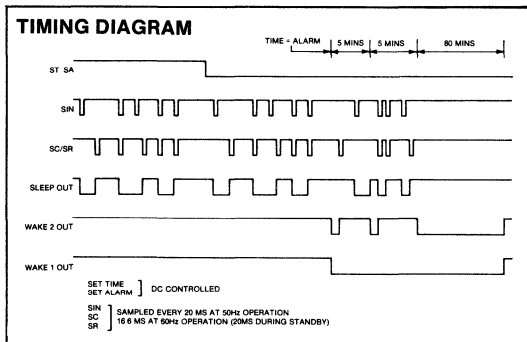 TIMING DIAGRAM
TIME = ALARM 5 MINS 5 MINS 80 MINS
ST SA
SIN
SC/SR
SLEEP OUT
WAKE 2 OUT
WAKE 1 OUT
SET TIME
SET ALARM
DC CONTROLLED
SIN
SC
SR
SAMPLED EVERY 20 MS AT 50Hz OPERATION
16 6 MS AT 60Hz OPERATION (20MS DURING STANDBY)